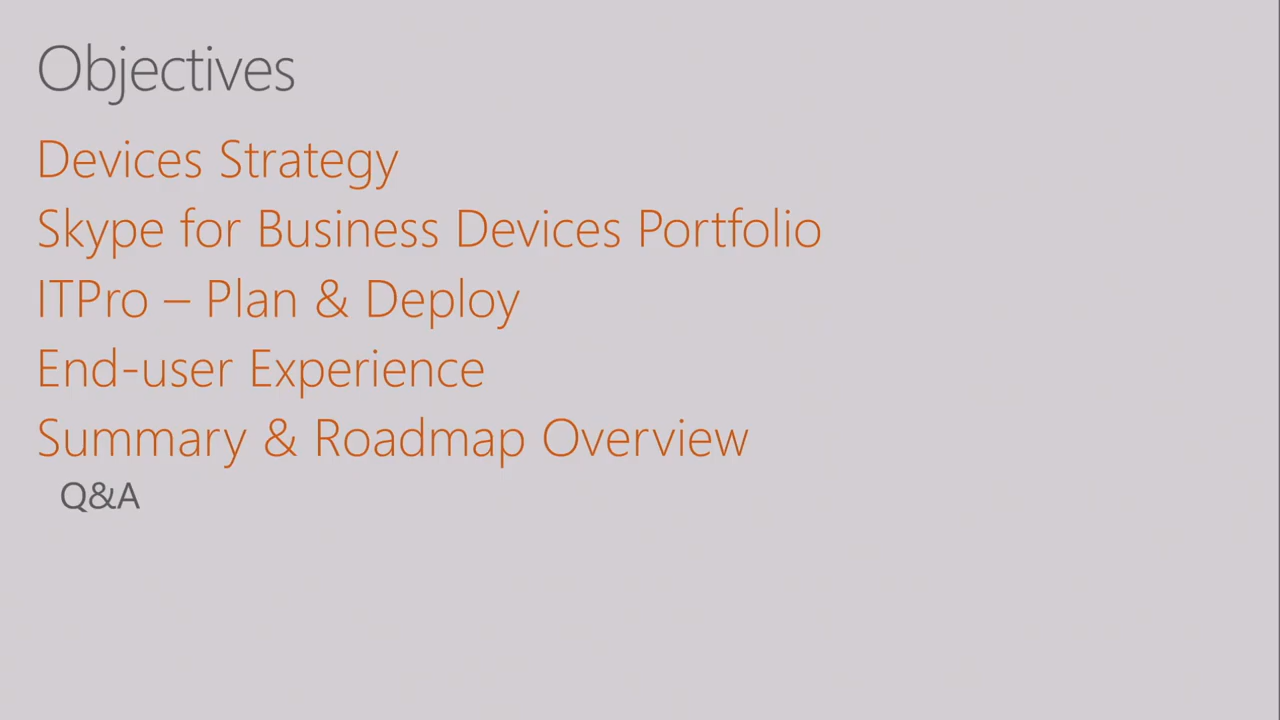 Objectives
Devices Strategy
Skype for Business Devices Portfolio
ITPro – Plan & Deploy
End-user Experience
Summary & Roadmap Overview
Q&A